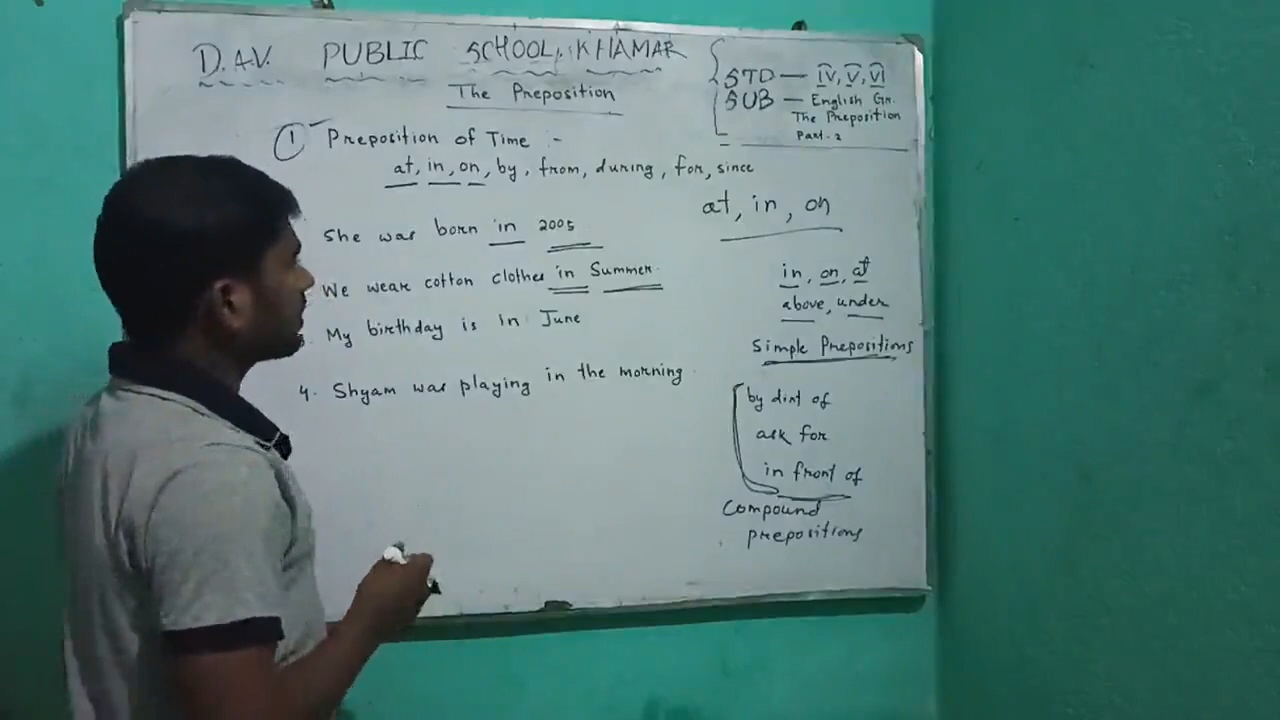 D.A.V. PUBLIC SCHOOL, KHAMAR
The Preposition
STD — IV, V, VI
SUB — English Gr.
The Preposition
Part-2
① Preposition of Time :-
at, in, on, by, from, during, for, since
She was born in 2005
We wear cotton clothes in Summer.
My birthday is in June
4. Shyam was playing in the morning
at, in, on
in, on, at
above, under
Simple Prepositions
by dint of
ask for
in front of
Compound
prepositions